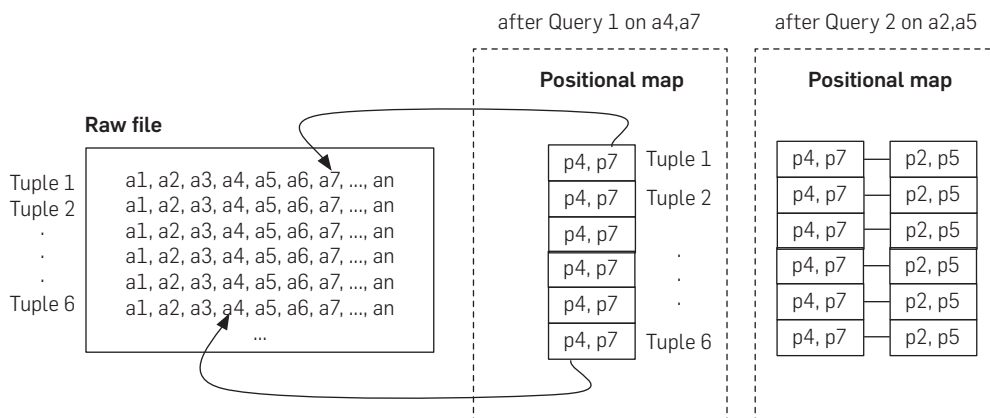 after Query 1 on a4,a7
after Query 2 on a2,a5
Positional map
Positional map
Raw file
Tuple 1
Tuple 2
.
.
.
Tuple 6
a1, a2, a3, a4, a5, a6, a7, ..., an
a1, a2, a3, a4, a5, a6, a7, ..., an
a1, a2, a3, a4, a5, a6, a7, ..., an
a1, a2, a3, a4, a5, a6, a7, ..., an
a1, a2, a3, a4, a5, a6, a7, ..., an
a1, a2, a3, a4, a5, a6, a7, ..., an
...
p4, p7
p4, p7
p4, p7
p4, p7
p4, p7
p4, p7
Tuple 1
Tuple 2
.
.
.
Tuple 6
p4, p7 p2, p5
p4, p7 p2, p5
p4, p7 p2, p5
p4, p7 p2, p5
p4, p7 p2, p5
p4, p7 p2, p5